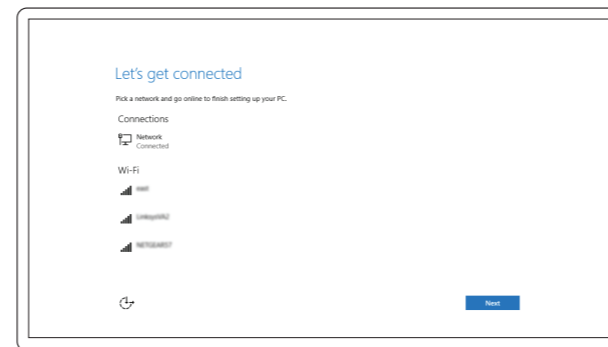 Let's get connected
Pick a network and go online to finish setting up your PC.
Connections
Network
Connected
Wi-Fi
Next